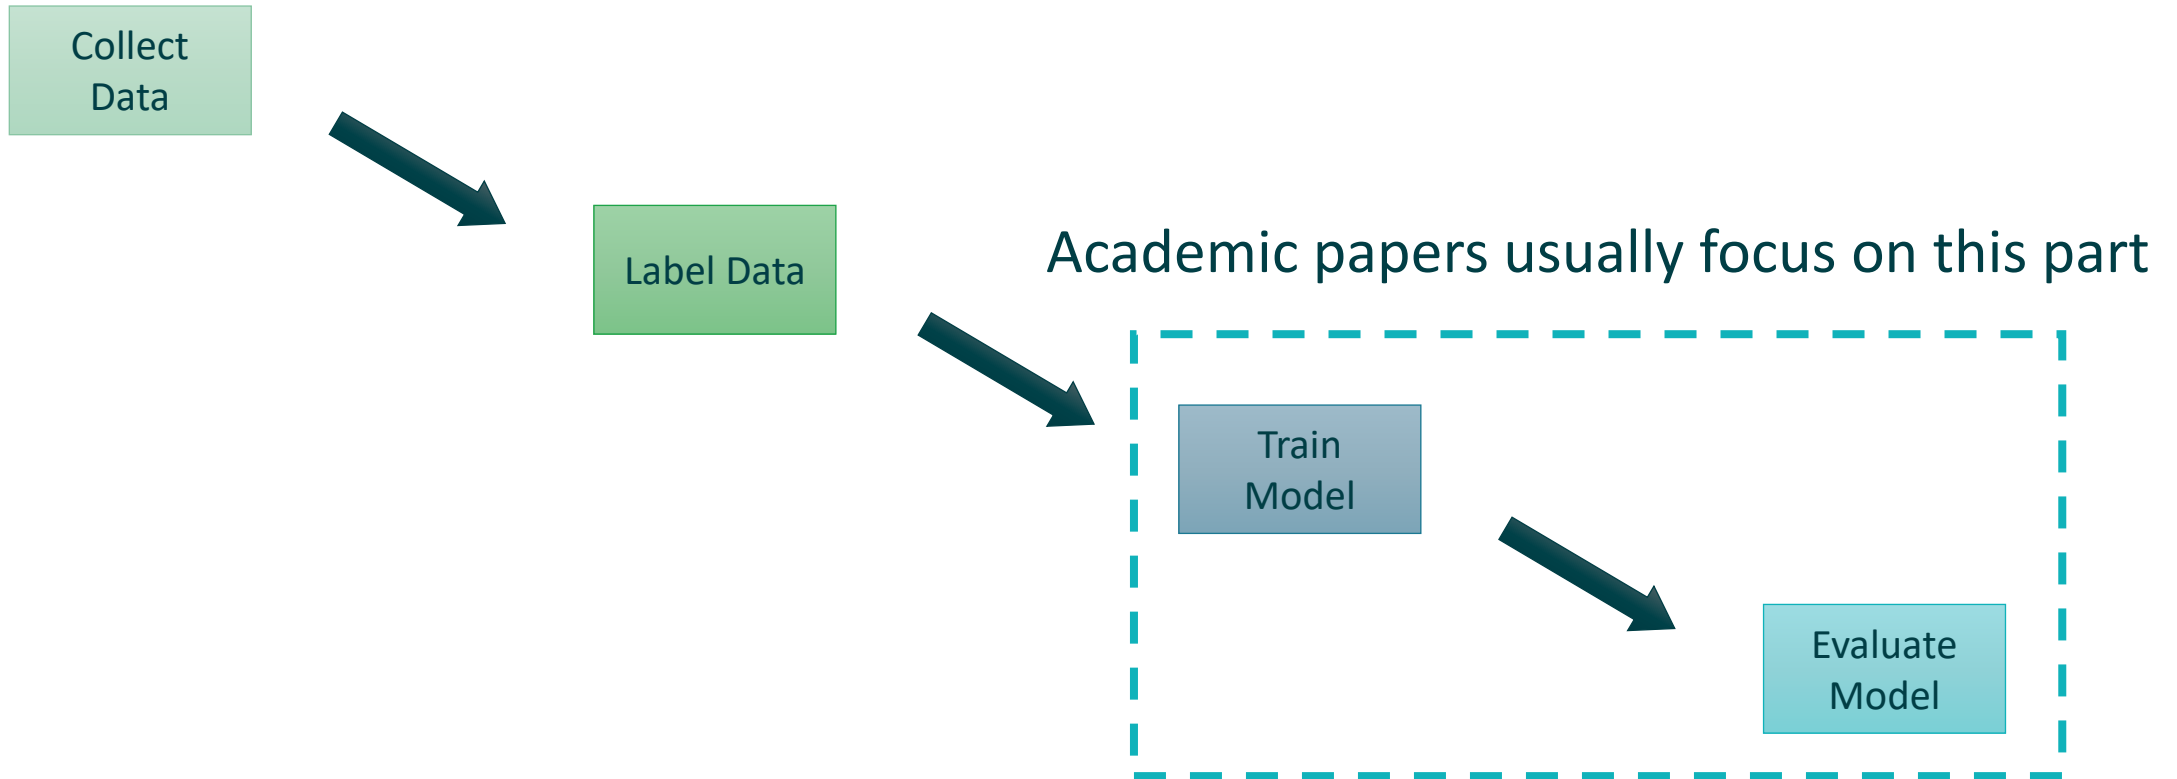 Collect
Data
Label Data
Academic papers usually focus on this part
Train
Model
Evaluate
Model